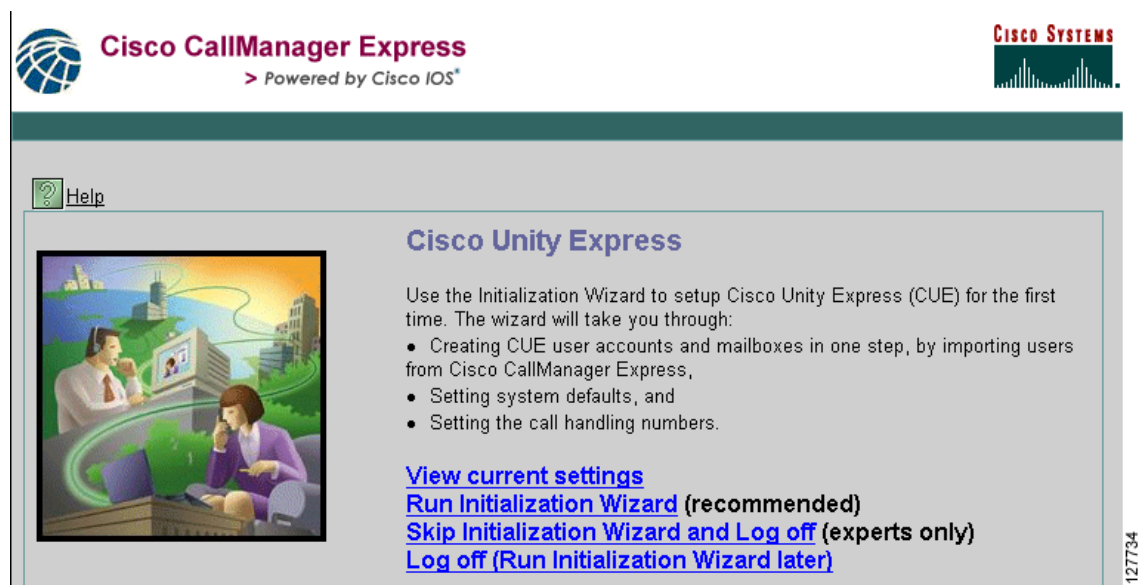 Cisco CallManager Express
> Powered by Cisco IOS*
CISCO SYSTEMS
?
Help
Cisco Unity Express
Use the Initialization Wizard to setup Cisco Unity Express (CUE) for the first
time. The wizard will take you through:
• Creating CUE user accounts and mailboxes in one step, by importing users
from Cisco CallManager Express,
• Setting system defaults, and
• Setting the call handling numbers.
View current settings
Run Initialization Wizard (recommended)
Skip Initialization Wizard and Log off (experts only)
Log off (Run Initialization Wizard later)
127734